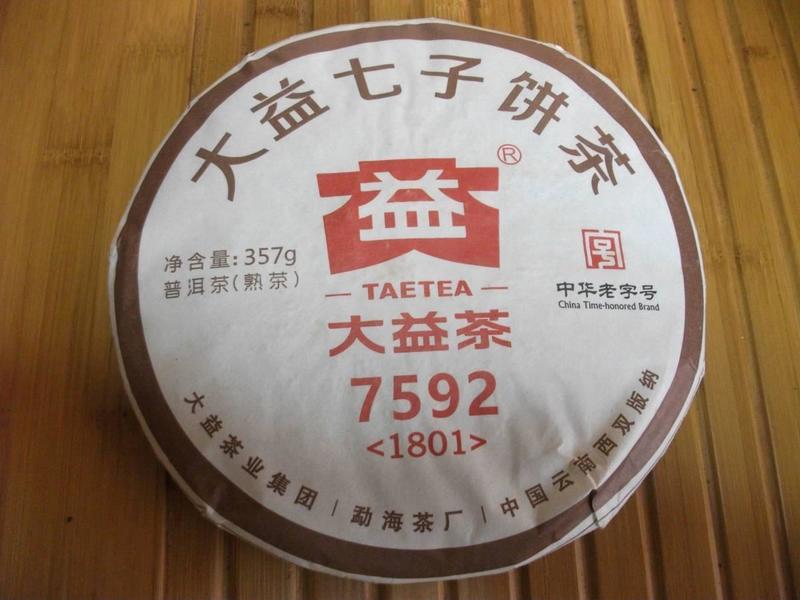 大益七子饼茶
益
®
净含量: 357g
普洱茶(熟茶)
TAETEA
大益茶
7592
<1801>
号
中华老字号
China Time-honored Brand
大益茶业集团 | 勐海茶厂 | 中国云南西双版纳